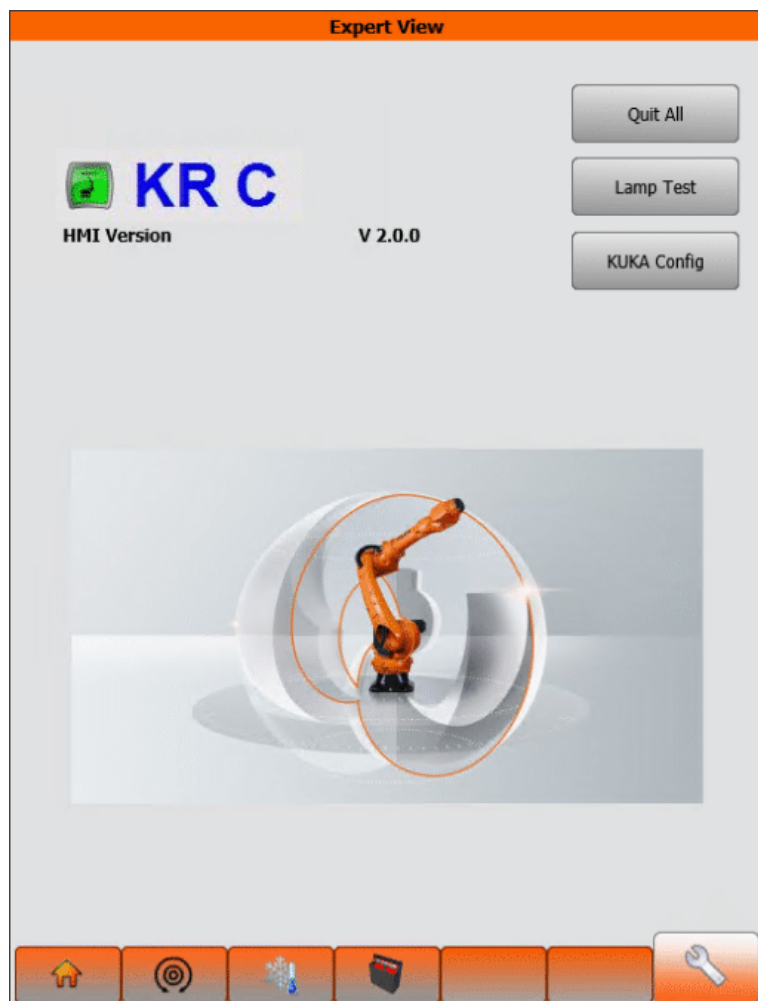 Expert View
Quit All
KR C
Lamp Test
HMI Version V 2.0.0
KUKA Config